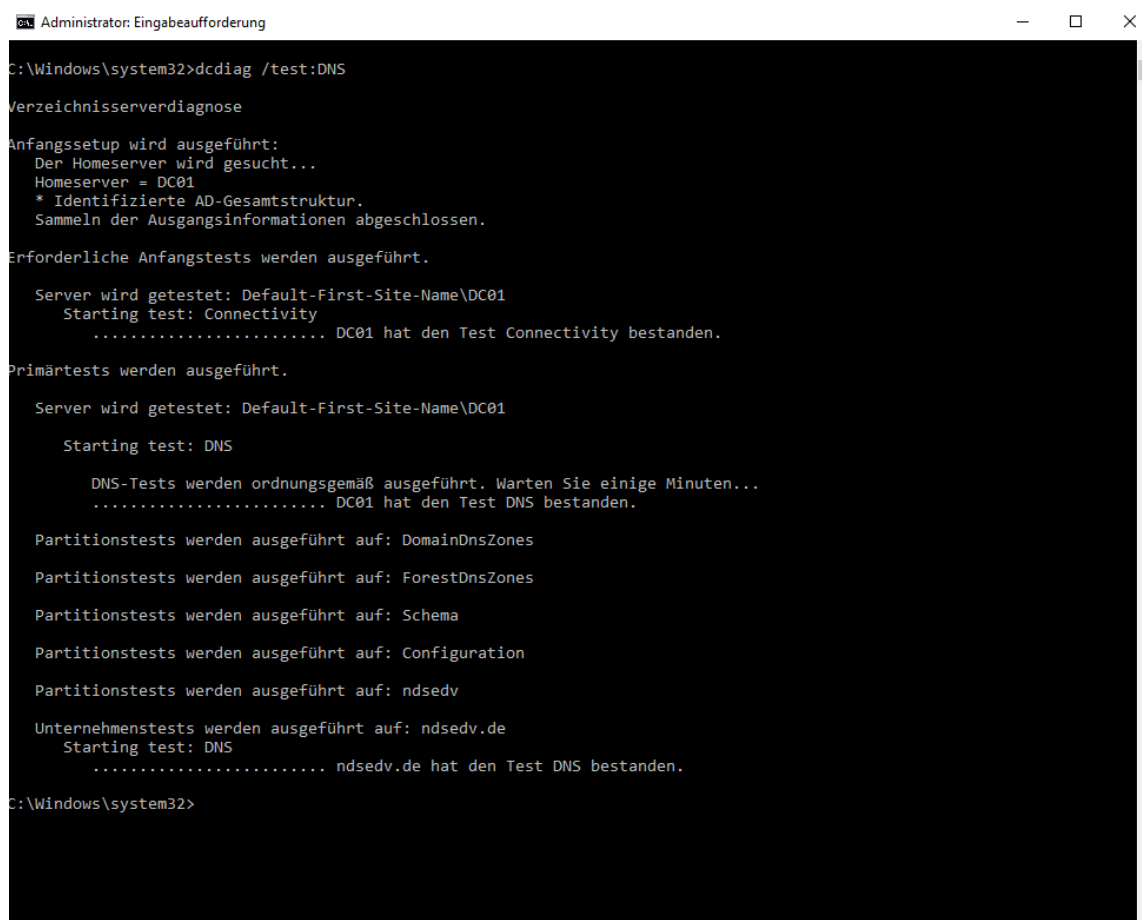 Administrator: Eingabeaufforderung
C:\Windows\system32>dcdiag /test:DNS
Verzeichnisserverdiagnose
Anfangssetup wird ausgeführt:
Der Homeserver wird gesucht...
Homeserver = DC01
* Identifizierte AD-Gesamtstruktur.
Sammeln der Ausgangsinformationen abgeschlossen.
Erforderliche Anfangstests werden ausgeführt.
Server wird getestet: Default-First-Site-Name\DC01
Starting test: Connectivity
......................... DC01 hat den Test Connectivity bestanden.
Primärtests werden ausgeführt.
Server wird getestet: Default-First-Site-Name\DC01
Starting test: DNS
DNS-Tests werden ordnungsgemäß ausgeführt. Warten Sie einige Minuten...
......................... DC01 hat den Test DNS bestanden.
Partitionstests werden ausgeführt auf: DomainDnsZones
Partitionstests werden ausgeführt auf: ForestDnsZones
Partitionstests werden ausgeführt auf: Schema
Partitionstests werden ausgeführt auf: Configuration
Partitionstests werden ausgeführt auf: ndsedv
Unternehmenstests werden ausgeführt auf: ndsedv.de
Starting test: DNS
......................... ndsedv.de hat den Test DNS bestanden.
C:\Windows\system32>